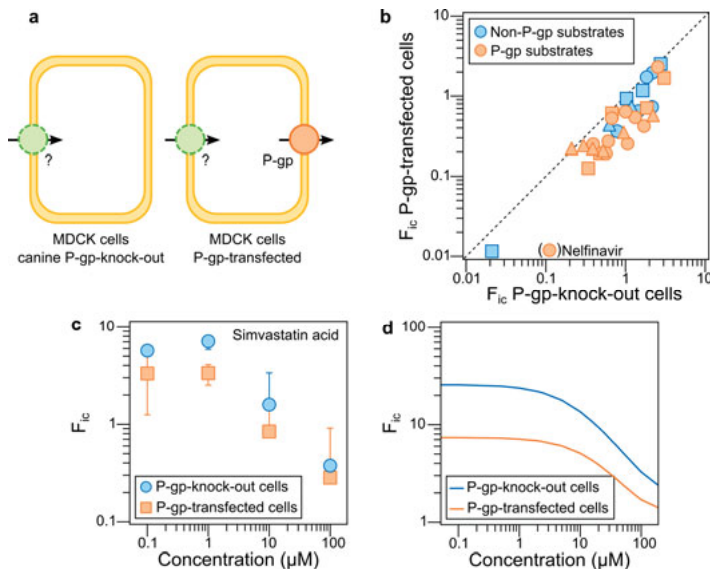 a
?
?
P-gp
MDCK cells
canine P-gp-knock-out
MDCK cells
P-gp-transfected
b
Non-P-gp substrates
P-gp substrates
Fic P-gp-transfected cells
10
1
0.1
0.01
( )Nelfinavir
0.01
0.1
1
10
Fic P-gp-knock-out cells
c
Simvastatin acid
Fic
10
1
0.1
P-gp-knock-out cells
P-gp-transfected cells
0.1
1
10
100
Concentration (µM)
d
Fic
100
10
1
P-gp-knock-out cells
P-gp-transfected cells
0.1
1
10
100
Concentration (µM)